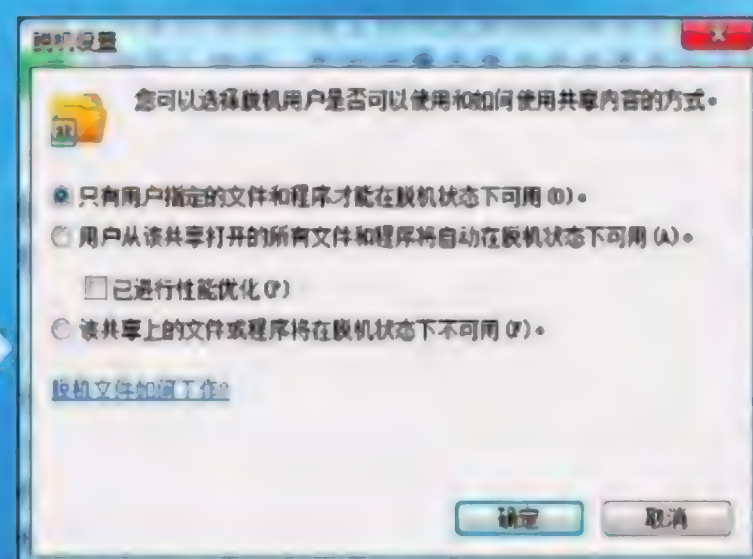 脱机设置
您可以选择脱机用户是否可以使用和如何使用共享内容的方式。
只有用户指定的文件和程序才能在脱机状态下可用(O)。
用户从该共享打开的所有文件和程序将自动在脱机状态下可用(A)。
已进行性能优化(P)
该共享上的文件或程序将在脱机状态下不可用(F)。
脱机文件如何工作?
确定
取消